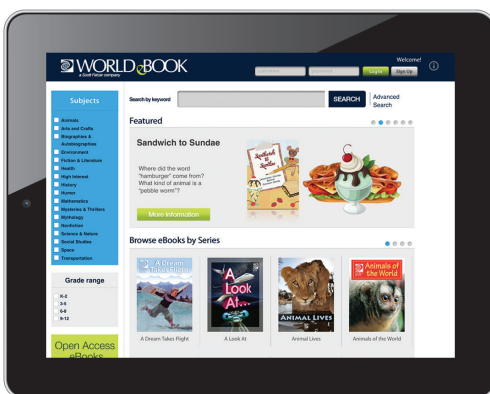 WORLD eBOOK
a Scott Fetzer company
Welcome!
Log In
Sign Up
Subjects
Animals
Arts and Crafts
Biographies &
Autobiographies
Environment
Fiction & Literature
Health
High Interest
History
Humor
Mathematics
Mysteries & Thrillers
Mythology
Nonfiction
Science & Nature
Social Studies
Space
Transportation
Grade range
K-2
3-5
6-8
9-12
Open Access
eBooks
Search by keyword
SEARCH
Advanced
Search
Featured
Sandwich to Sundae
Where did the word
"hamburger" come from?
What kind of animal is a
"pebble worm"?
More Information
Sandwich
to
Sundae
Browse eBooks by Series
A Dream
Takes Flight
A
Look
At...
ANIMAL LIVES
Animals of
the World
A Dream Takes Flight
A Look At
Animal Lives
Animals of the World